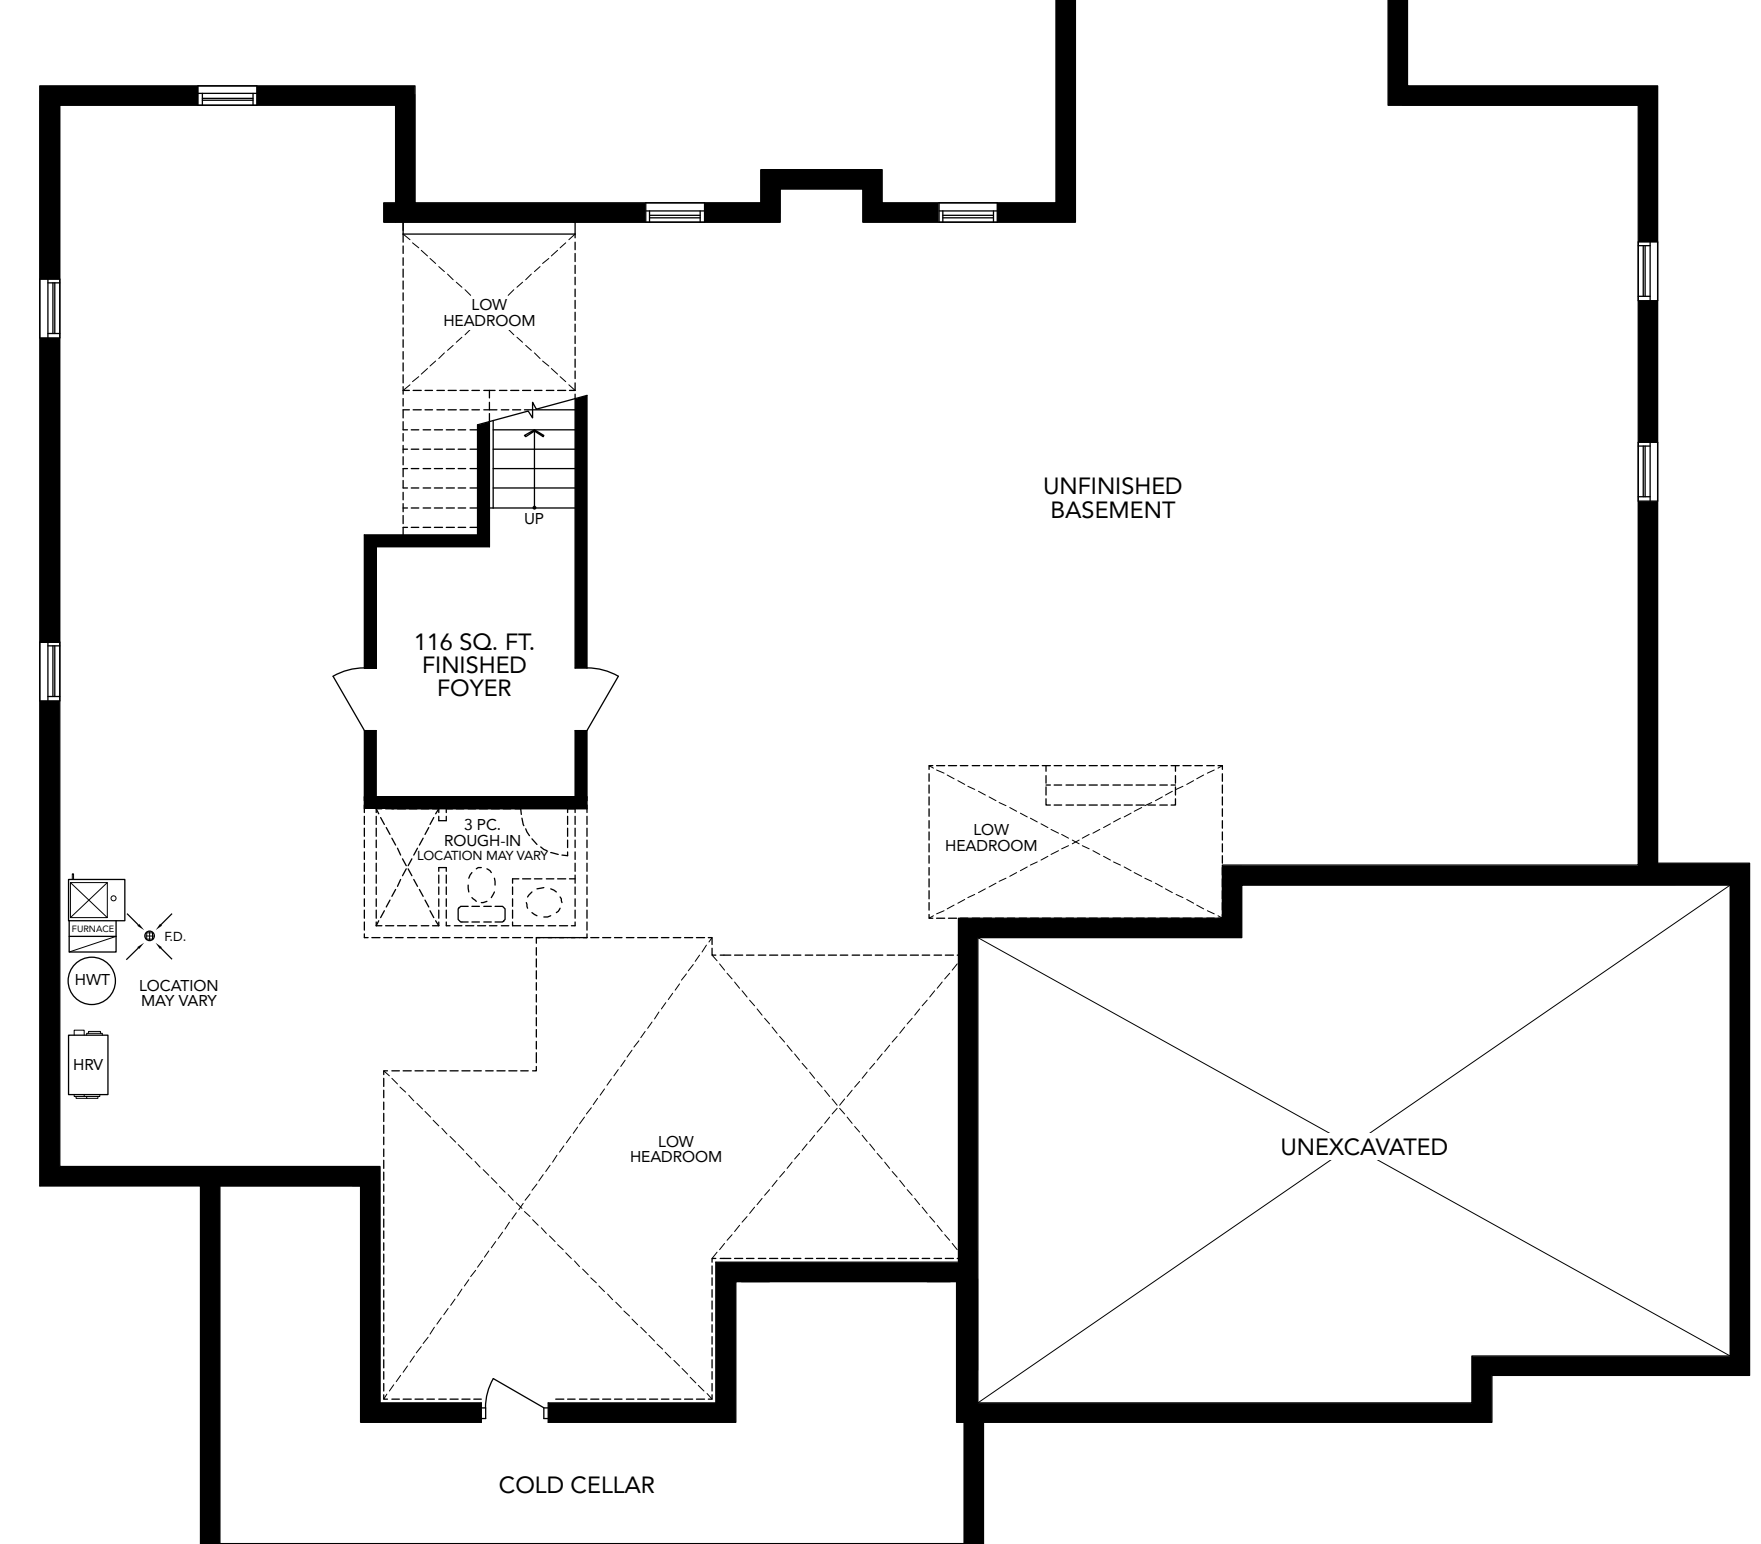 LOW
HEADROOM
UNFINISHED
BASEMENT
UP
116 SQ. FT.
FINISHED
FOYER
3 PC.
ROUGH-IN
LOCATION MAY VARY
LOW
HEADROOM
FURNACE
F.D.
HWT
LOCATION
MAY VARY
HRV
LOW
HEADROOM
UNEXCAVATED
COLD CELLAR